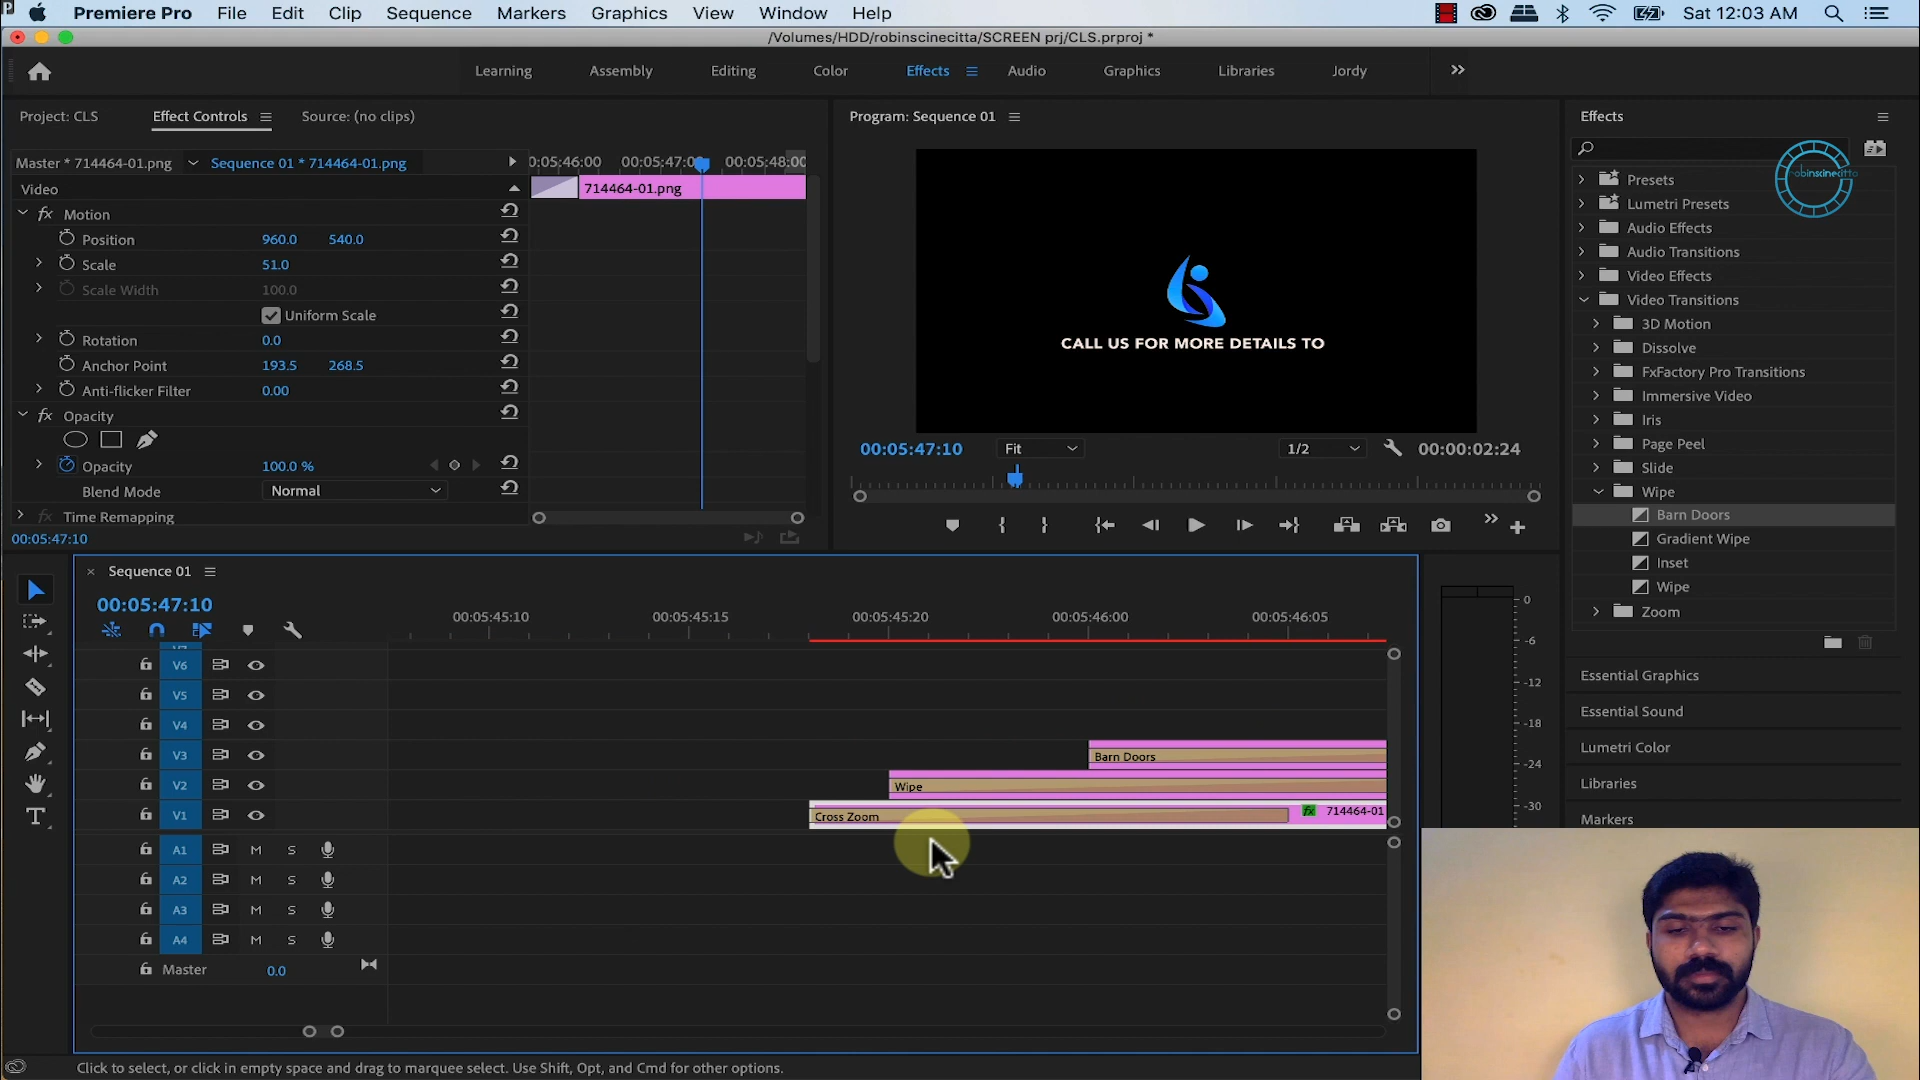 Premiere Pro File Edit Clip Sequence Markers Graphics View Window Help
Sat 12:03 AM
/Volumes/HDD/robinscinecitta/SCREEN prj/CLS.prproj *
Learning Assembly Editing Color Effects Audio Graphics Libraries Jordy
Project: CLS Effect Controls Source: (no clips)
Program: Sequence 01
Effects
Master * 714464-01.png Sequence 01 * 714464-01.png
0:05:46:00 00:05:47:0 00:05:48:00
Video
714464-01.png
Motion
Position 960.0 540.0
Scale 51.0
Scale Width 100.0
Uniform Scale
Rotation 0.0
Anchor Point 193.5 268.5
Anti-flicker Filter 0.00
Opacity
Opacity 100.0 %
Blend Mode Normal
Time Remapping
00:05:47:10
CALL US FOR MORE DETAILS TO
00:05:47:10 Fit 1/2 00:00:02:24
robinscinecitta
Presets
Lumetri Presets
Audio Effects
Audio Transitions
Video Effects
Video Transitions
3D Motion
Dissolve
FxFactory Pro Transitions
Immersive Video
Iris
Page Peel
Slide
Wipe
Barn Doors
Gradient Wipe
Inset
Wipe
Zoom
Essential Graphics
Essential Sound
Lumetri Color
Libraries
Markers
Sequence 01
00:05:47:10
00:05:45:10 00:05:45:15 00:05:45:20 00:05:46:00 00:05:46:05
V6
V5
V4
V3 Barn Doors
V2 Wipe
V1 Cross Zoom fx 714464-01
A1 M S
A2 M S
A3 M S
A4 M S
Master 0.0
0
-6
-12
-18
-24
-30
Click to select, or click in empty space and drag to marquee select. Use Shift, Opt, and Cmd for other options.